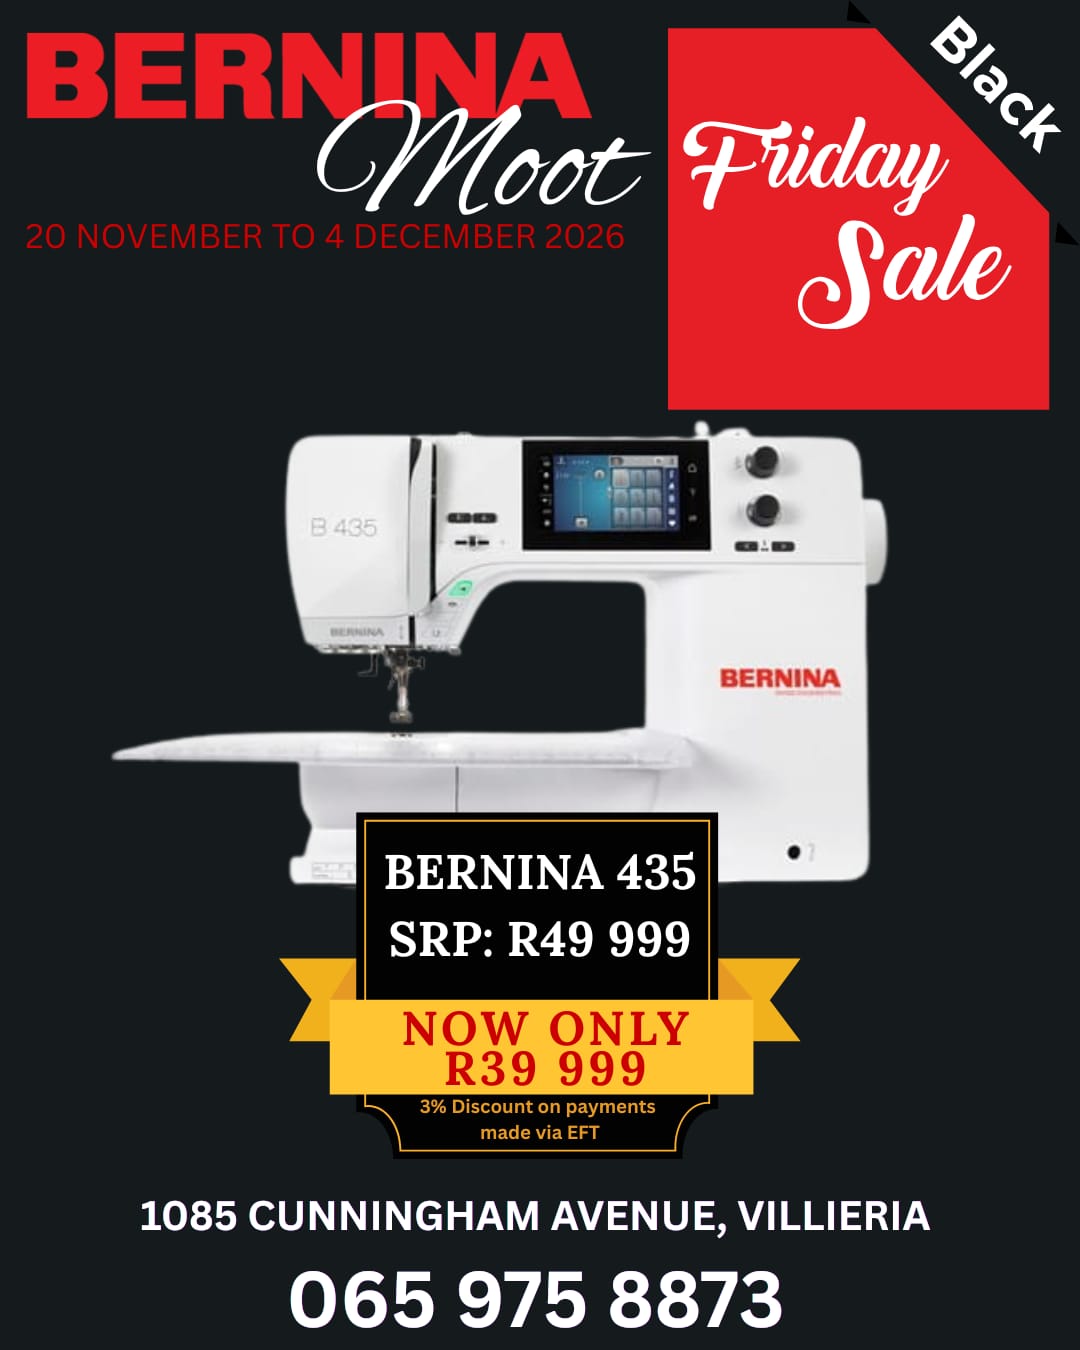 BERNINA
Moot
20 NOVEMBER TO 4 DECEMBER 2026
Black
Friday
Sale
B 435
BERNINA
BERNINA
BERNINA 435
SRP: R49 999
NOW ONLY
R39 999
3% Discount on payments
made via EFT
1085 CUNNINGHAM AVENUE, VILLIERIA
065 975 8873